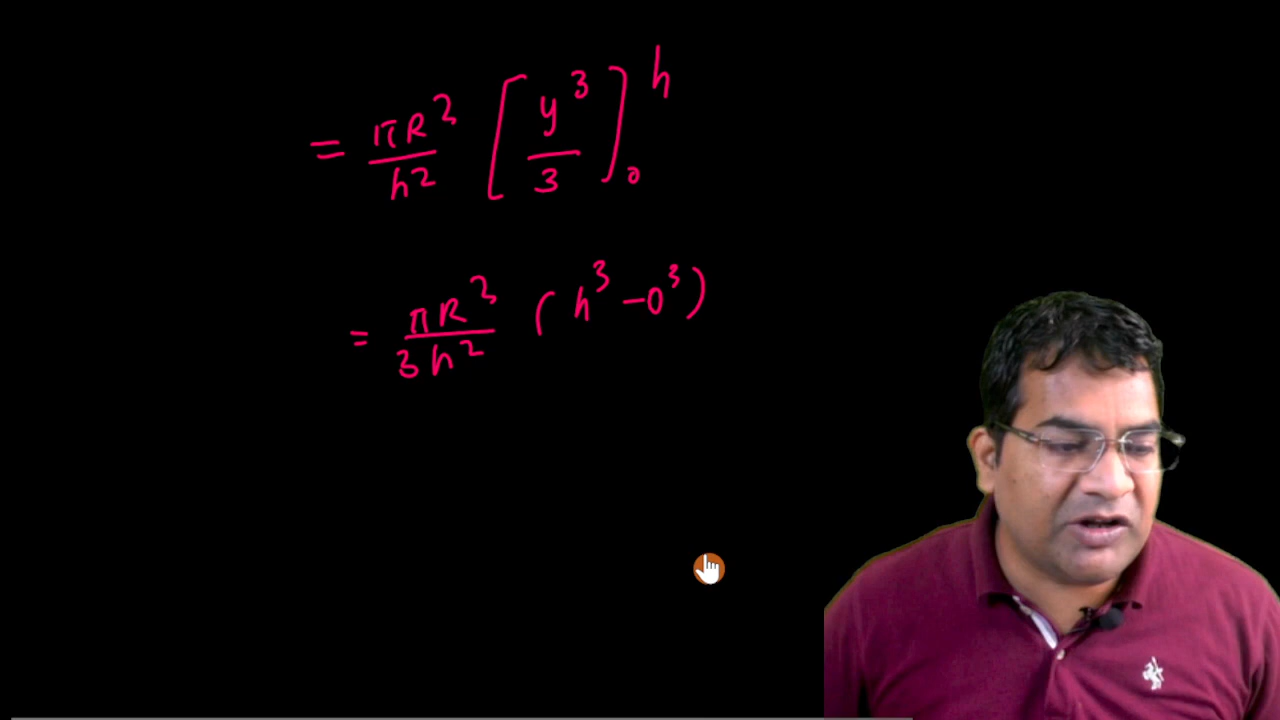 = πR² / h² [ y³ / 3 ]₀ʰ
= πR² / 3h² ( h³ – 0³ )